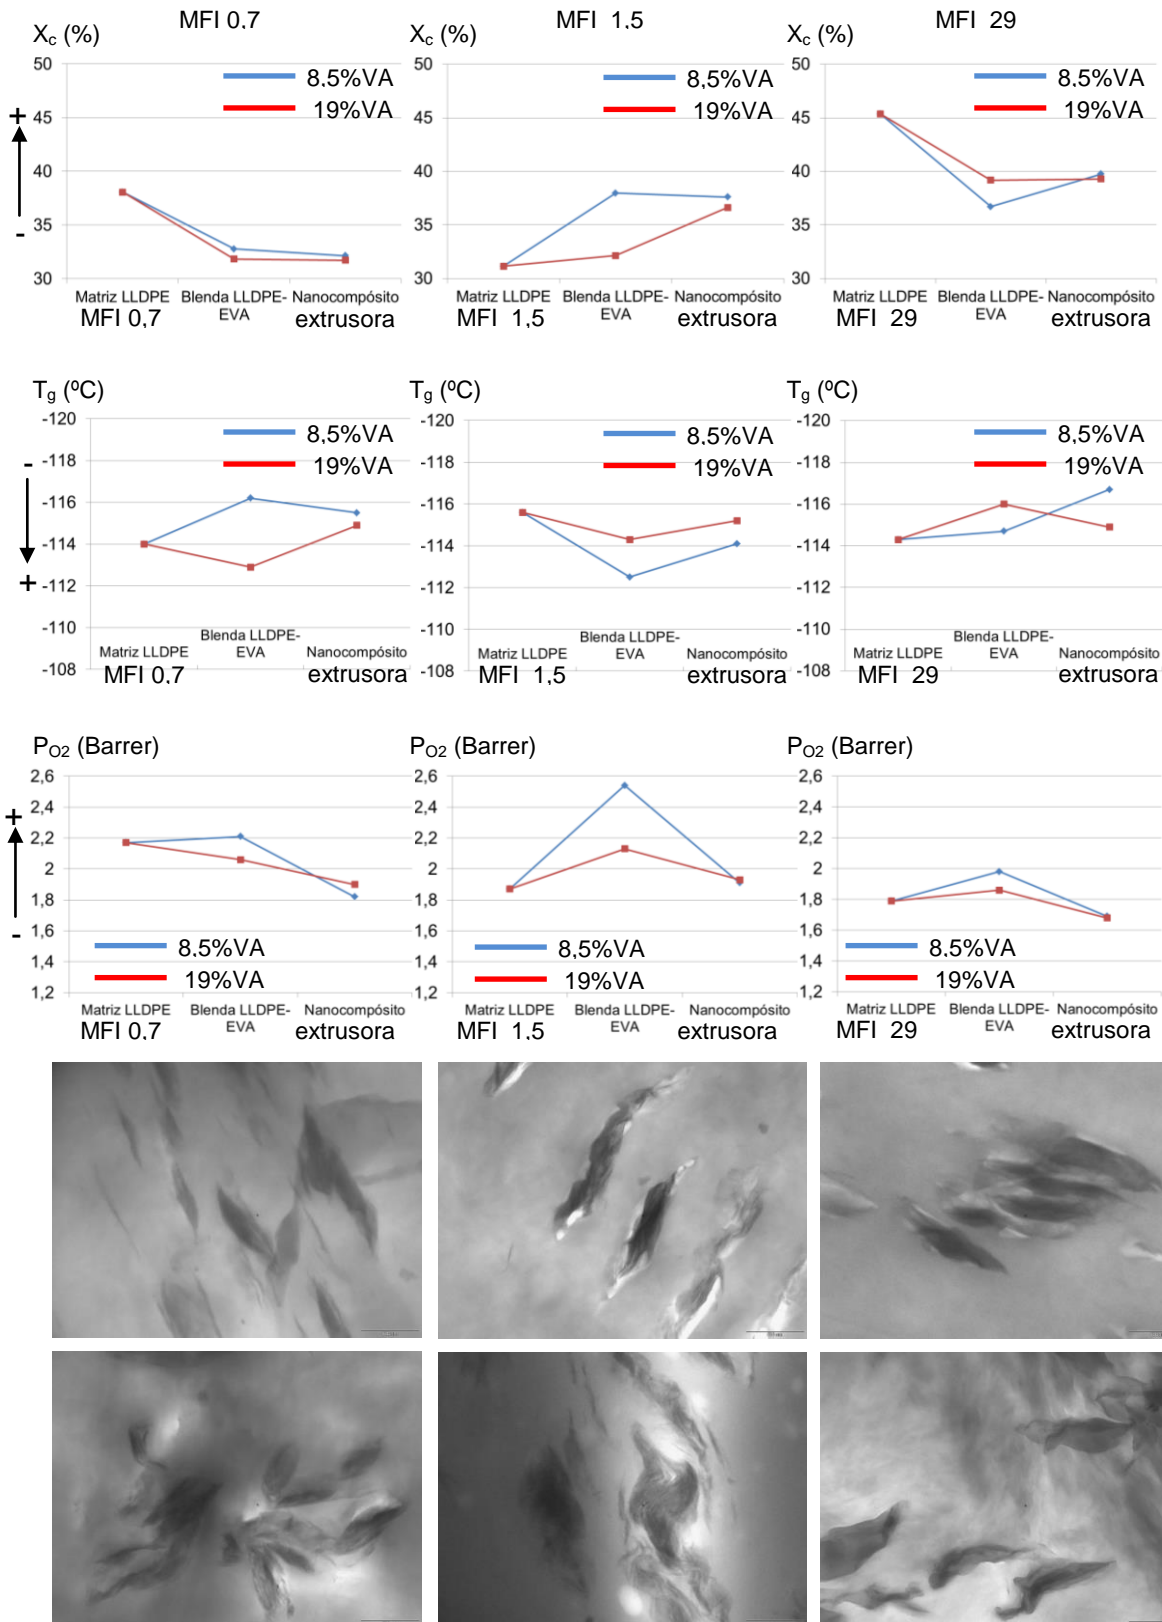 MFI 0,7 MFI 1,5 MFI 29
Xc (%) Xc (%) Xc (%)
50 50 50
8,5%VA 8,5%VA 8,5%VA
19%VA 19%VA 19%VA
+ 45 45 45
40 40 40
35 35 35
-
30 30 30
Matriz LLDPE Blenda LLDPE- Nanocompósito Matriz LLDPE Blenda LLDPE- Nanocompósito Matriz LLDPE Blenda LLDPE- Nanocompósito
MFI 0,7 EVA extrusora MFI 1,5 EVA extrusora MFI 29 EVA extrusora
Tg (ºC) Tg (ºC) Tg (ºC)
-120 -120 -120
8,5%VA 8,5%VA 8,5%VA
- -118 -118 -118
19%VA 19%VA 19%VA
-116 -116 -116
-114 -114 -114
+ -112 -112 -112
-110 -110 -110
Blenda LLDPE- Blenda LLDPE- Blenda LLDPE-
Matriz LLDPE EVA Nanocompósito Matriz LLDPE EVA Nanocompósito Matriz LLDPE EVA Nanocompósito
-108 MFI 0,7 extrusora -108 MFI 1,5 extrusora -108 MFI 29 extrusora
PO2 (Barrer) PO2 (Barrer) PO2 (Barrer)
2,6 2,6 2,6
+ 2,4 2,4 2,4
2,2 2,2 2,2
2 2 2
1,8 1,8 1,8
- 1,6 1,6 1,6
8,5%VA 8,5%VA 8,5%VA
1,4 1,4 1,4
19%VA 19%VA 19%VA
1,2 1,2 1,2
Matriz LLDPE Blenda LLDPE- Nanocompósito Matriz LLDPE Blenda LLDPE- Nanocompósito Matriz LLDPE Blenda LLDPE- Nanocompósito
MFI 0,7 EVA extrusora MFI 1,5 EVA extrusora MFI 29 EVA extrusora